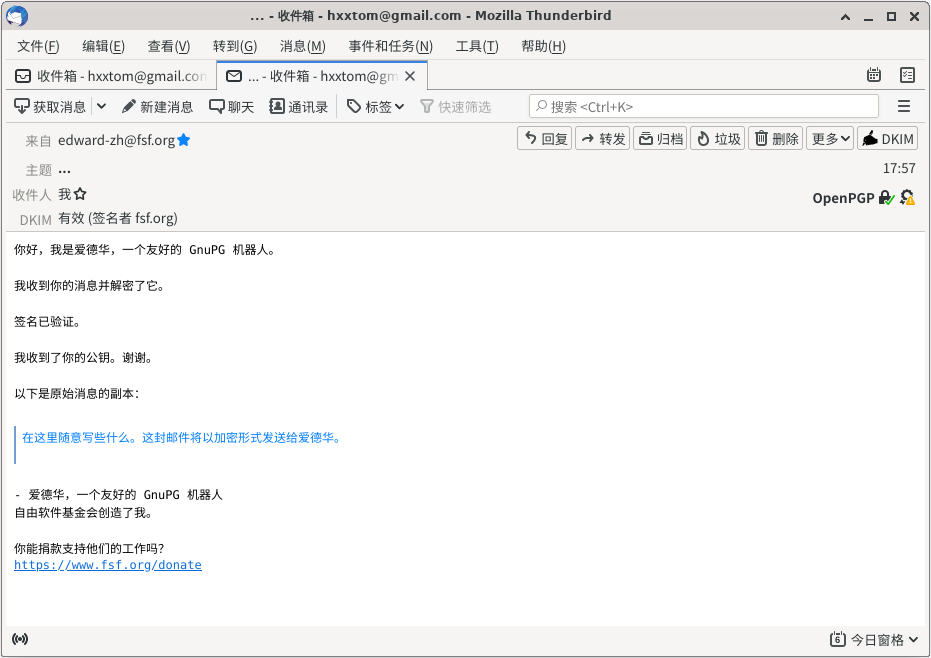 ... - 收件箱 - hxxtom@gmail.com - Mozilla Thunderbird
文件(F) 编辑(E) 查看(V) 转到(G) 消息(M) 事件和任务(N) 工具(T) 帮助(H)
收件箱 - hxxtom@gmail.com ... - 收件箱 - hxxtom@gm
获取消息 新建消息 聊天 通讯录 标签 快速筛选 搜索 <Ctrl+K>
来自 edward-zh@fsf.org 回复 转发 归档 垃圾 删除 更多 DKIM
主题 ... 17:57
收件人 我 OpenPGP
DKIM 有效 (签名者 fsf.org)
你好，我是爱德华，一个友好的 GnuPG 机器人。
我收到你的消息并解密了它。
签名已验证。
我收到了你的公钥。谢谢。
以下是原始消息的副本：
在这里随意写些什么。这封邮件将以加密形式发送给爱德华。
- 爱德华，一个友好的 GnuPG 机器人
自由软件基金会创造了我。
你能捐款支持他们的工作吗？
https://www.fsf.org/donate
6 今日窗格